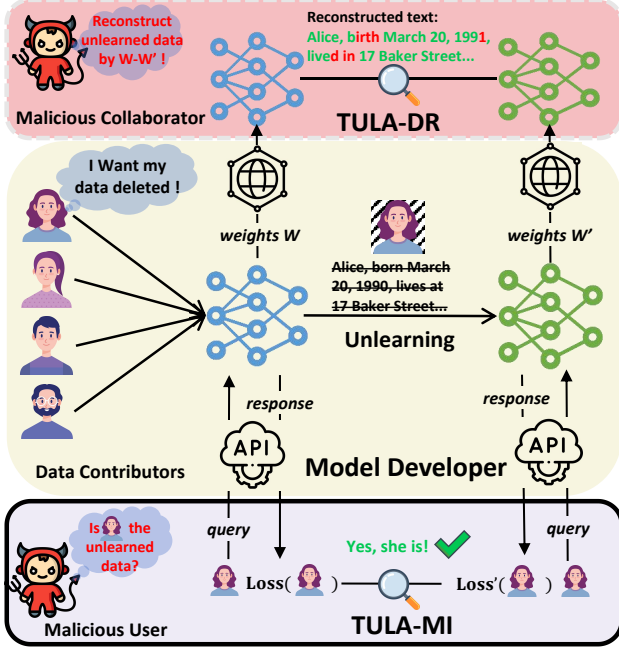 Reconstruct
unlearned data
by W-W' !
Malicious Collaborator
Reconstructed text:
Alice, birth March 20, 1991,
lived in 17 Baker Street...
TULA-DR
I Want my
data deleted !
weights W
weights W'
Alice, born March
20, 1990, lives at
17 Baker Street...
Unlearning
response
response
API
API
Data Contributors
Model Developer
Is the
unlearned
data?
Malicious User
query
query
Yes, she is!
Loss( )
Loss'( )
TULA-MI